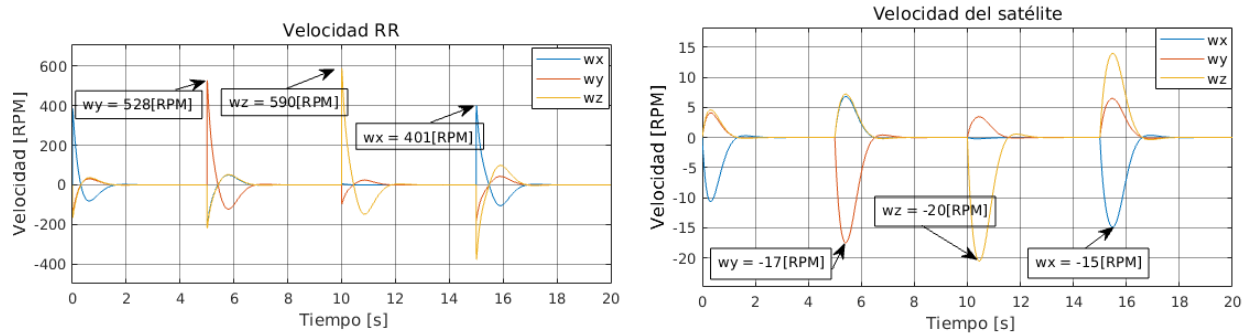 Velocidad RR
Velocidad [RPM]
600
400
200
0
-200
-400
0 2 4 6 8 10 12 14 16 18 20
Tiempo [s]
wx
wy
wz
wy = 528[RPM]
wz = 590[RPM]
wx = 401[RPM]
Velocidad del satélite
Velocidad [RPM]
15
10
5
0
-5
-10
-15
-20
0 2 4 6 8 10 12 14 16 18 20
Tiempo [s]
wx
wy
wz
wz = -20[RPM]
wy = -17[RPM]
wx = -15[RPM]